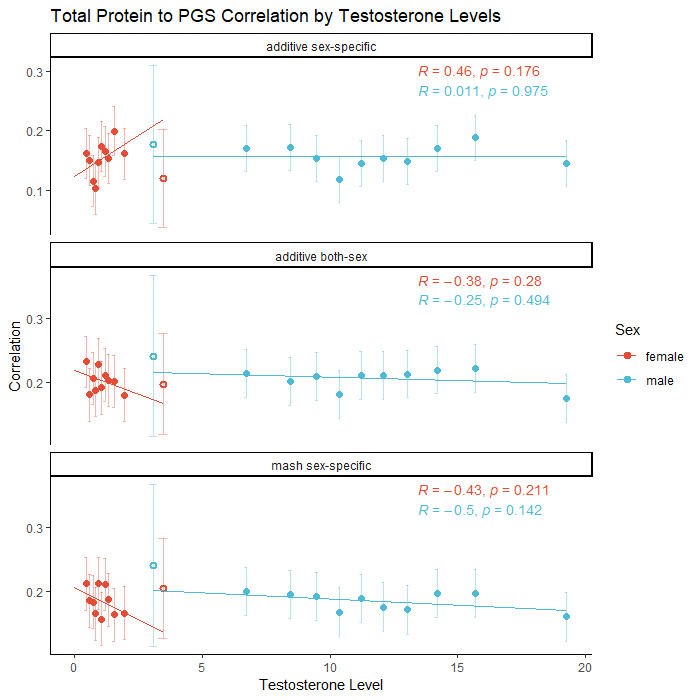 Total Protein to PGS Correlation by Testosterone Levels
additive sex-specific
R = 0.46, p = 0.176
R = 0.011, p = 0.975
0.3
0.2
0.1
additive both-sex
R = −0.38, p = 0.28
R = −0.25, p = 0.494
0.3
0.2
Correlation
Sex
female
male
mash sex-specific
R = −0.43, p = 0.211
R = −0.5, p = 0.142
0.3
0.2
0 5 10 15 20
Testosterone Level